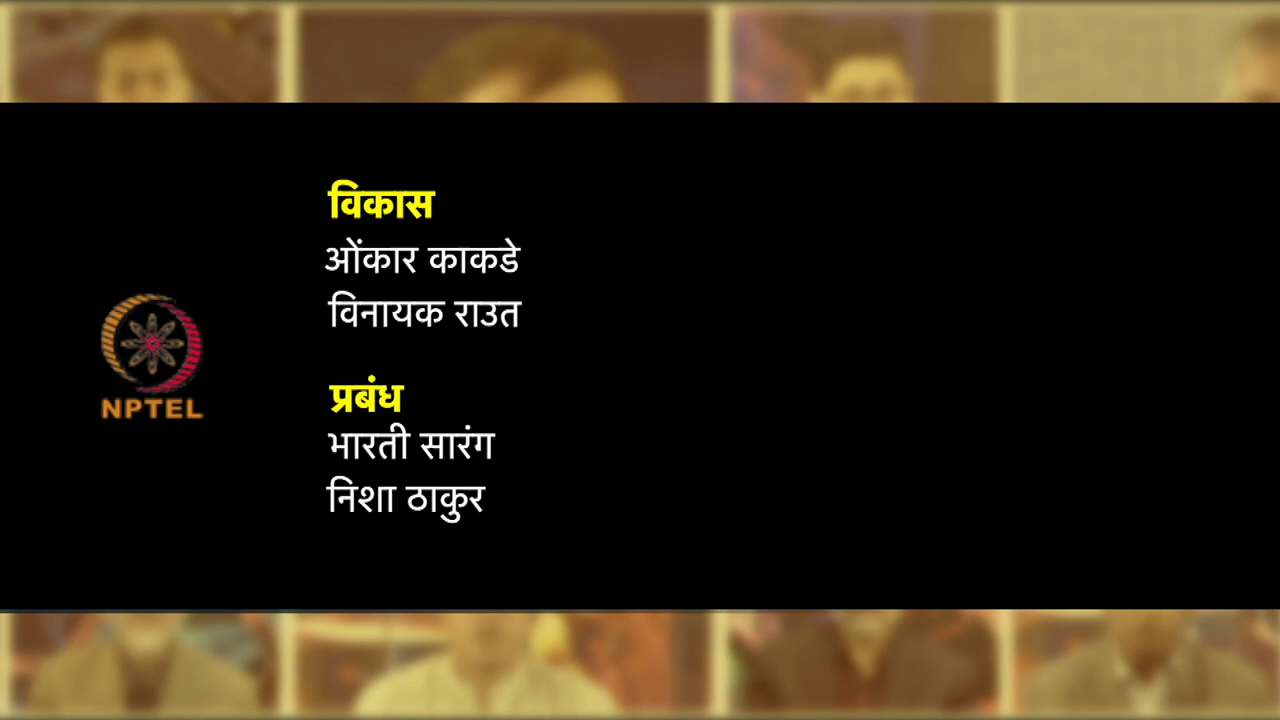 विकास
ओंकार काकडे
विनायक राउत
NPTEL
प्रबंध
भारती सारंग
निशा ठाकुर